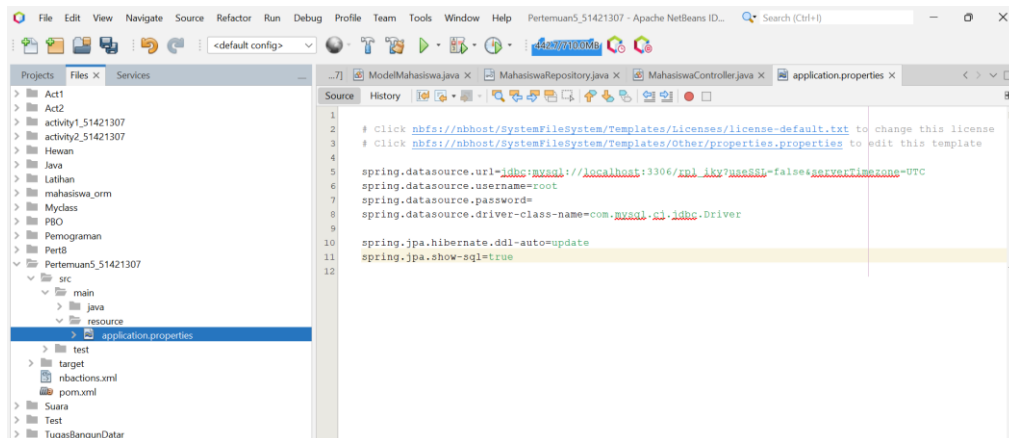 File Edit View Navigate Source Refactor Run Debug Profile Team Tools Window Help Pertemuan5_51421307 - Apache NetBeans ID... Search (Ctrl+I)
<default config>
Projects Files Services
...7] ModelMahasiswa.java MahasiswaRepository.java MahasiswaController.java application.properties
Source History
Act1
Act2
activity1_51421307
activity2_51421307
Hewan
Java
Latihan
mahasiswa_orm
Myclass
PBO
Pemograman
Pert8
Pertemuan5_51421307
src
main
java
resource
application.properties
test
target
nbactions.xml
pom.xml
Suara
Test
TugasBangunDatar
1
2 # Click nbfs://nbhost/SystemFileSystem/Templates/Licenses/license-default.txt to change this license
3 # Click nbfs://nbhost/SystemFileSystem/Templates/Other/properties.properties to edit this template
4
5 spring.datasource.url=jdbc:mysql://localhost:3306/rpl_iky?useSSL=false&serverTimezone=UTC
6 spring.datasource.username=root
7 spring.datasource.password=
8 spring.datasource.driver-class-name=com.mysql.cj.jdbc.Driver
9
10 spring.jpa.hibernate.ddl-auto=update
11 spring.jpa.show-sql=true
12